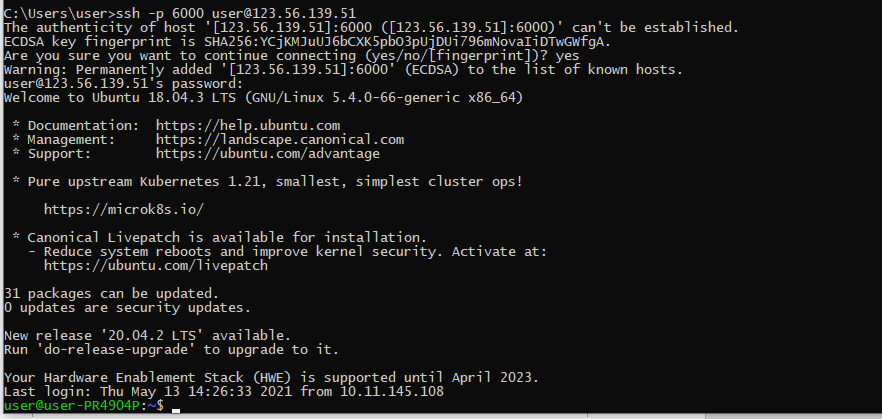 C:\Users\user>ssh -p 6000 user@123.56.139.51
The authenticity of host '[123.56.139.51]:6000 ([123.56.139.51]:6000)' can't be established.
ECDSA key fingerprint is SHA256:YCjKMJuUJ6bCXK5pbO3pUjDUi796mNovaIiDTwGWfgA.
Are you sure you want to continue connecting (yes/no/[fingerprint])? yes
Warning: Permanently added '[123.56.139.51]:6000' (ECDSA) to the list of known hosts.
user@123.56.139.51's password:
Welcome to Ubuntu 18.04.3 LTS (GNU/Linux 5.4.0-66-generic x86_64)
* Documentation:  https://help.ubuntu.com
* Management:     https://landscape.canonical.com
* Support:        https://ubuntu.com/advantage
* Pure upstream Kubernetes 1.21, smallest, simplest cluster ops!
https://microk8s.io/
* Canonical Livepatch is available for installation.
- Reduce system reboots and improve kernel security. Activate at:
https://ubuntu.com/livepatch
31 packages can be updated.
0 updates are security updates.
New release '20.04.2 LTS' available.
Run 'do-release-upgrade' to upgrade to it.
Your Hardware Enablement Stack (HWE) is supported until April 2023.
Last login: Thu May 13 14:26:33 2021 from 10.11.145.108
user@user-PR4904P:~$